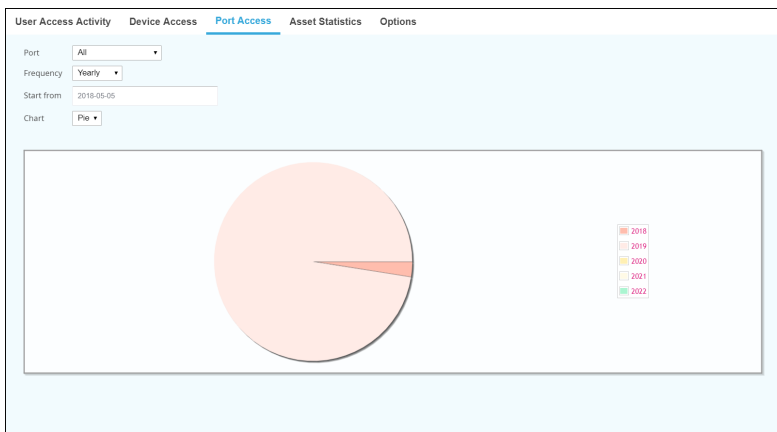 User Access Activity Device Access Port Access Asset Statistics Options
Port All
Frequency Yearly
Start from 2018-05-05
Chart Pie
2018
2019
2020
2021
2022